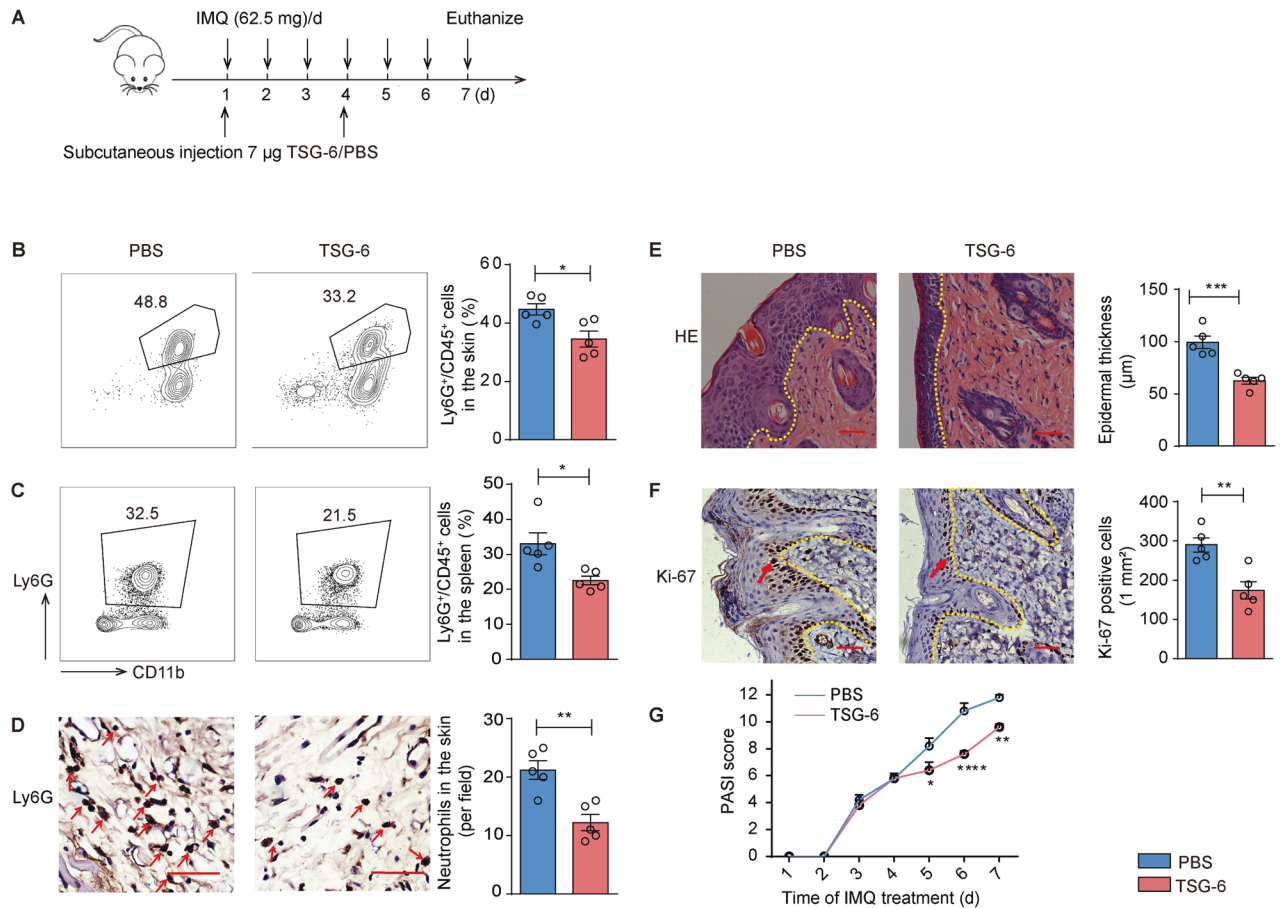 A
IMQ (62.5 mg)/d
Euthanize
1 2 3 4 5 6 7 (d)
Subcutaneous injection 7 µg TSG-6/PBS
B
PBS
TSG-6
48.8
33.2
Ly6G⁺/CD45⁺ cells
in the skin (%)
60
40
20
0
*
C
32.5
21.5
Ly6G
CD11b
Ly6G⁺/CD45⁺ cells
in the spleen (%)
50
40
30
20
10
0
*
D
Ly6G
Neutrophils in the skin
(per field)
30
20
10
0
**
E
PBS
TSG-6
HE
Epidermal thickness
(µm)
150
100
50
0
***
F
Ki-67
Ki-67 positive cells
(1 mm²)
400
300
200
100
0
**
G
PBS
TSG-6
PASI score
12
10
8
6
4
2
0
*
****
**
1 2 3 4 5 6 7
Time of IMQ treatment (d)
PBS
TSG-6